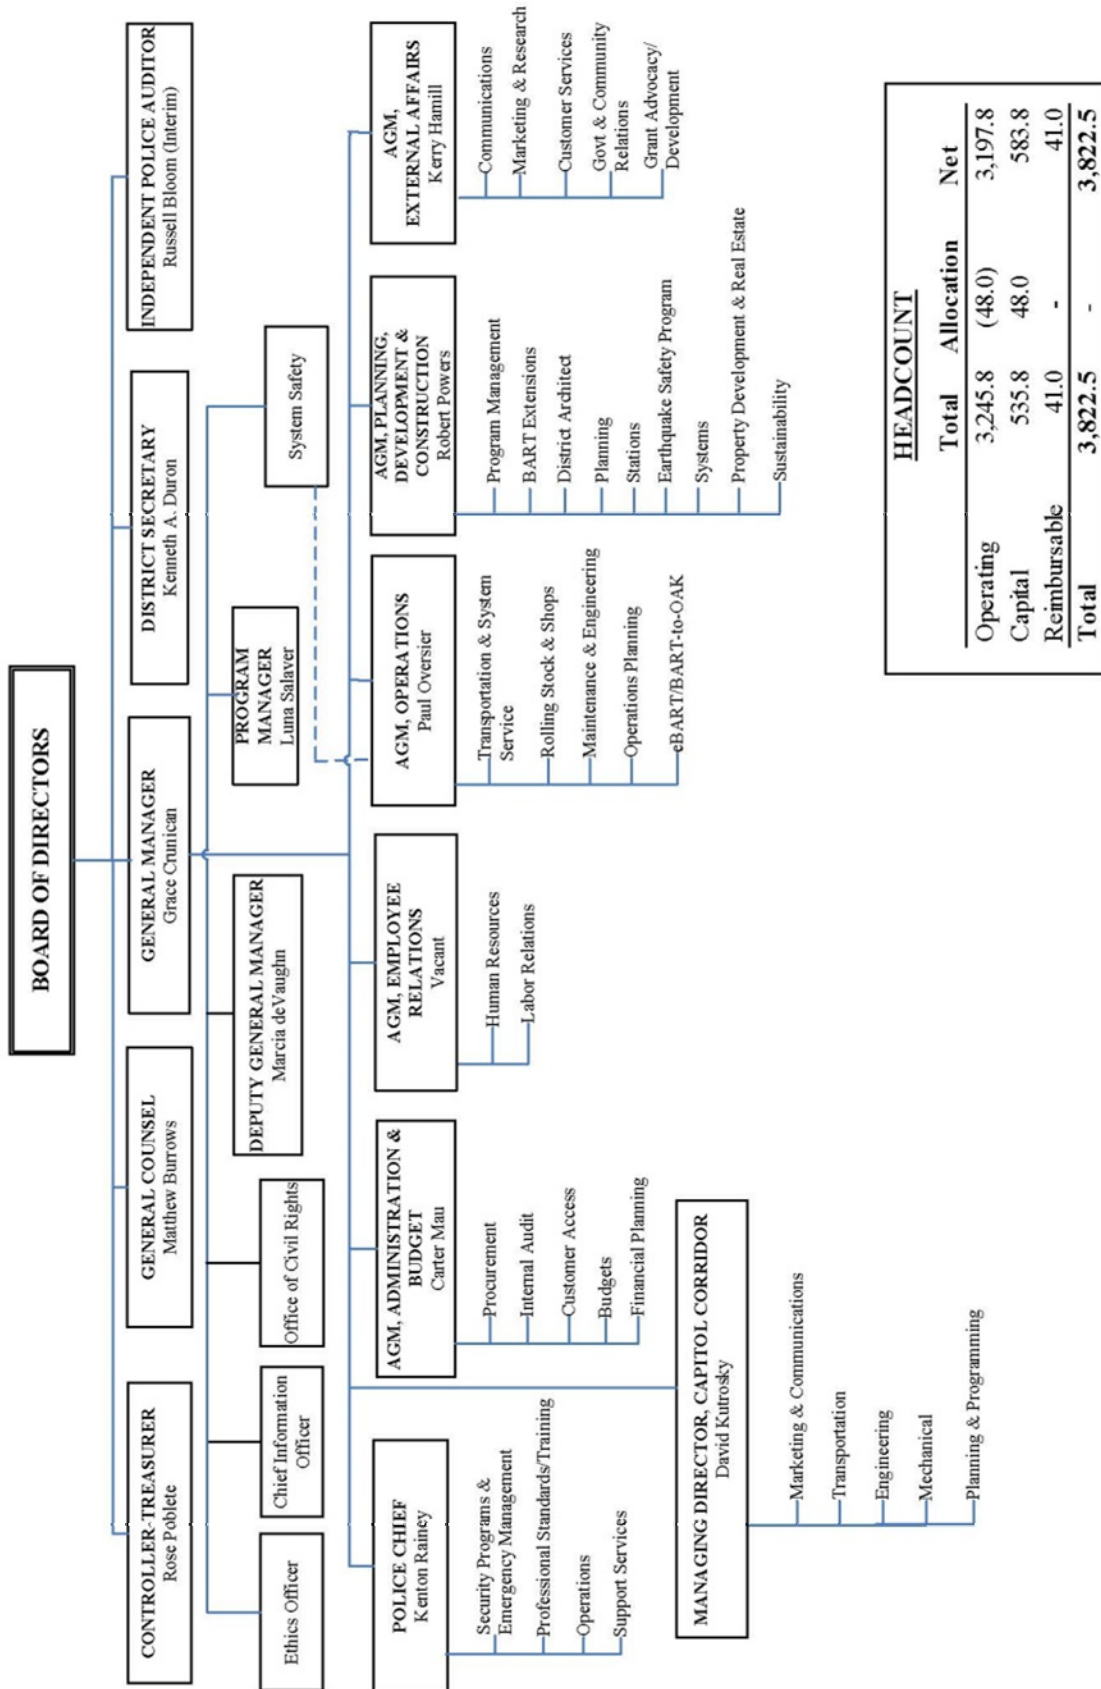 BOARD OF DIRECTORS
CONTROLLER-TREASURER
Rose Poblete
GENERAL COUNSEL
Matthew Burrows
GENERAL MANAGER
Grace Crunican
DISTRICT SECRETARY
Kenneth A. Duron
INDEPENDENT POLICE AUDITOR
Russell Bloom (Interim)
Ethics Officer
Chief Information
Officer
Office of Civil Rights
DEPUTY GENERAL MANAGER
Marcia deVaughn
PROGRAM
MANAGER
Luna Salaver
System Safety
POLICE CHIEF
Kenton Rainey
Security Programs &
Emergency Management
Professional Standards/Training
Operations
Support Services
AGM, ADMINISTRATION &
BUDGET
Carter Mau
Procurement
Internal Audit
Customer Access
Budgets
Financial Planning
AGM, EMPLOYEE
RELATIONS
Vacant
Human Resources
Labor Relations
AGM, OPERATIONS
Paul Oversier
Transportation & System
Service
Rolling Stock & Shops
Maintenance & Engineering
Operations Planning
eBART/BART-to-OAK
AGM, PLANNING,
DEVELOPMENT &
CONSTRUCTION
Robert Powers
Program Management
BART Extensions
District Architect
Planning
Stations
Earthquake Safety Program
Systems
Property Development & Real Estate
Sustainability
AGM,
EXTERNAL AFFAIRS
Kerry Hamill
Communications
Marketing & Research
Customer Services
Govt & Community
Relations
Grant Advocacy/
Development
MANAGING DIRECTOR, CAPITOL CORRIDOR
David Kutrosky
Marketing & Communications
Transportation
Engineering
Mechanical
Planning & Programming
HEADCOUNT
Total Allocation Net
Operating 3,245.8 (48.0) 3,197.8
Capital 535.8 48.0 583.8
Reimbursable 41.0 - 41.0
Total 3,822.5 - 3,822.5